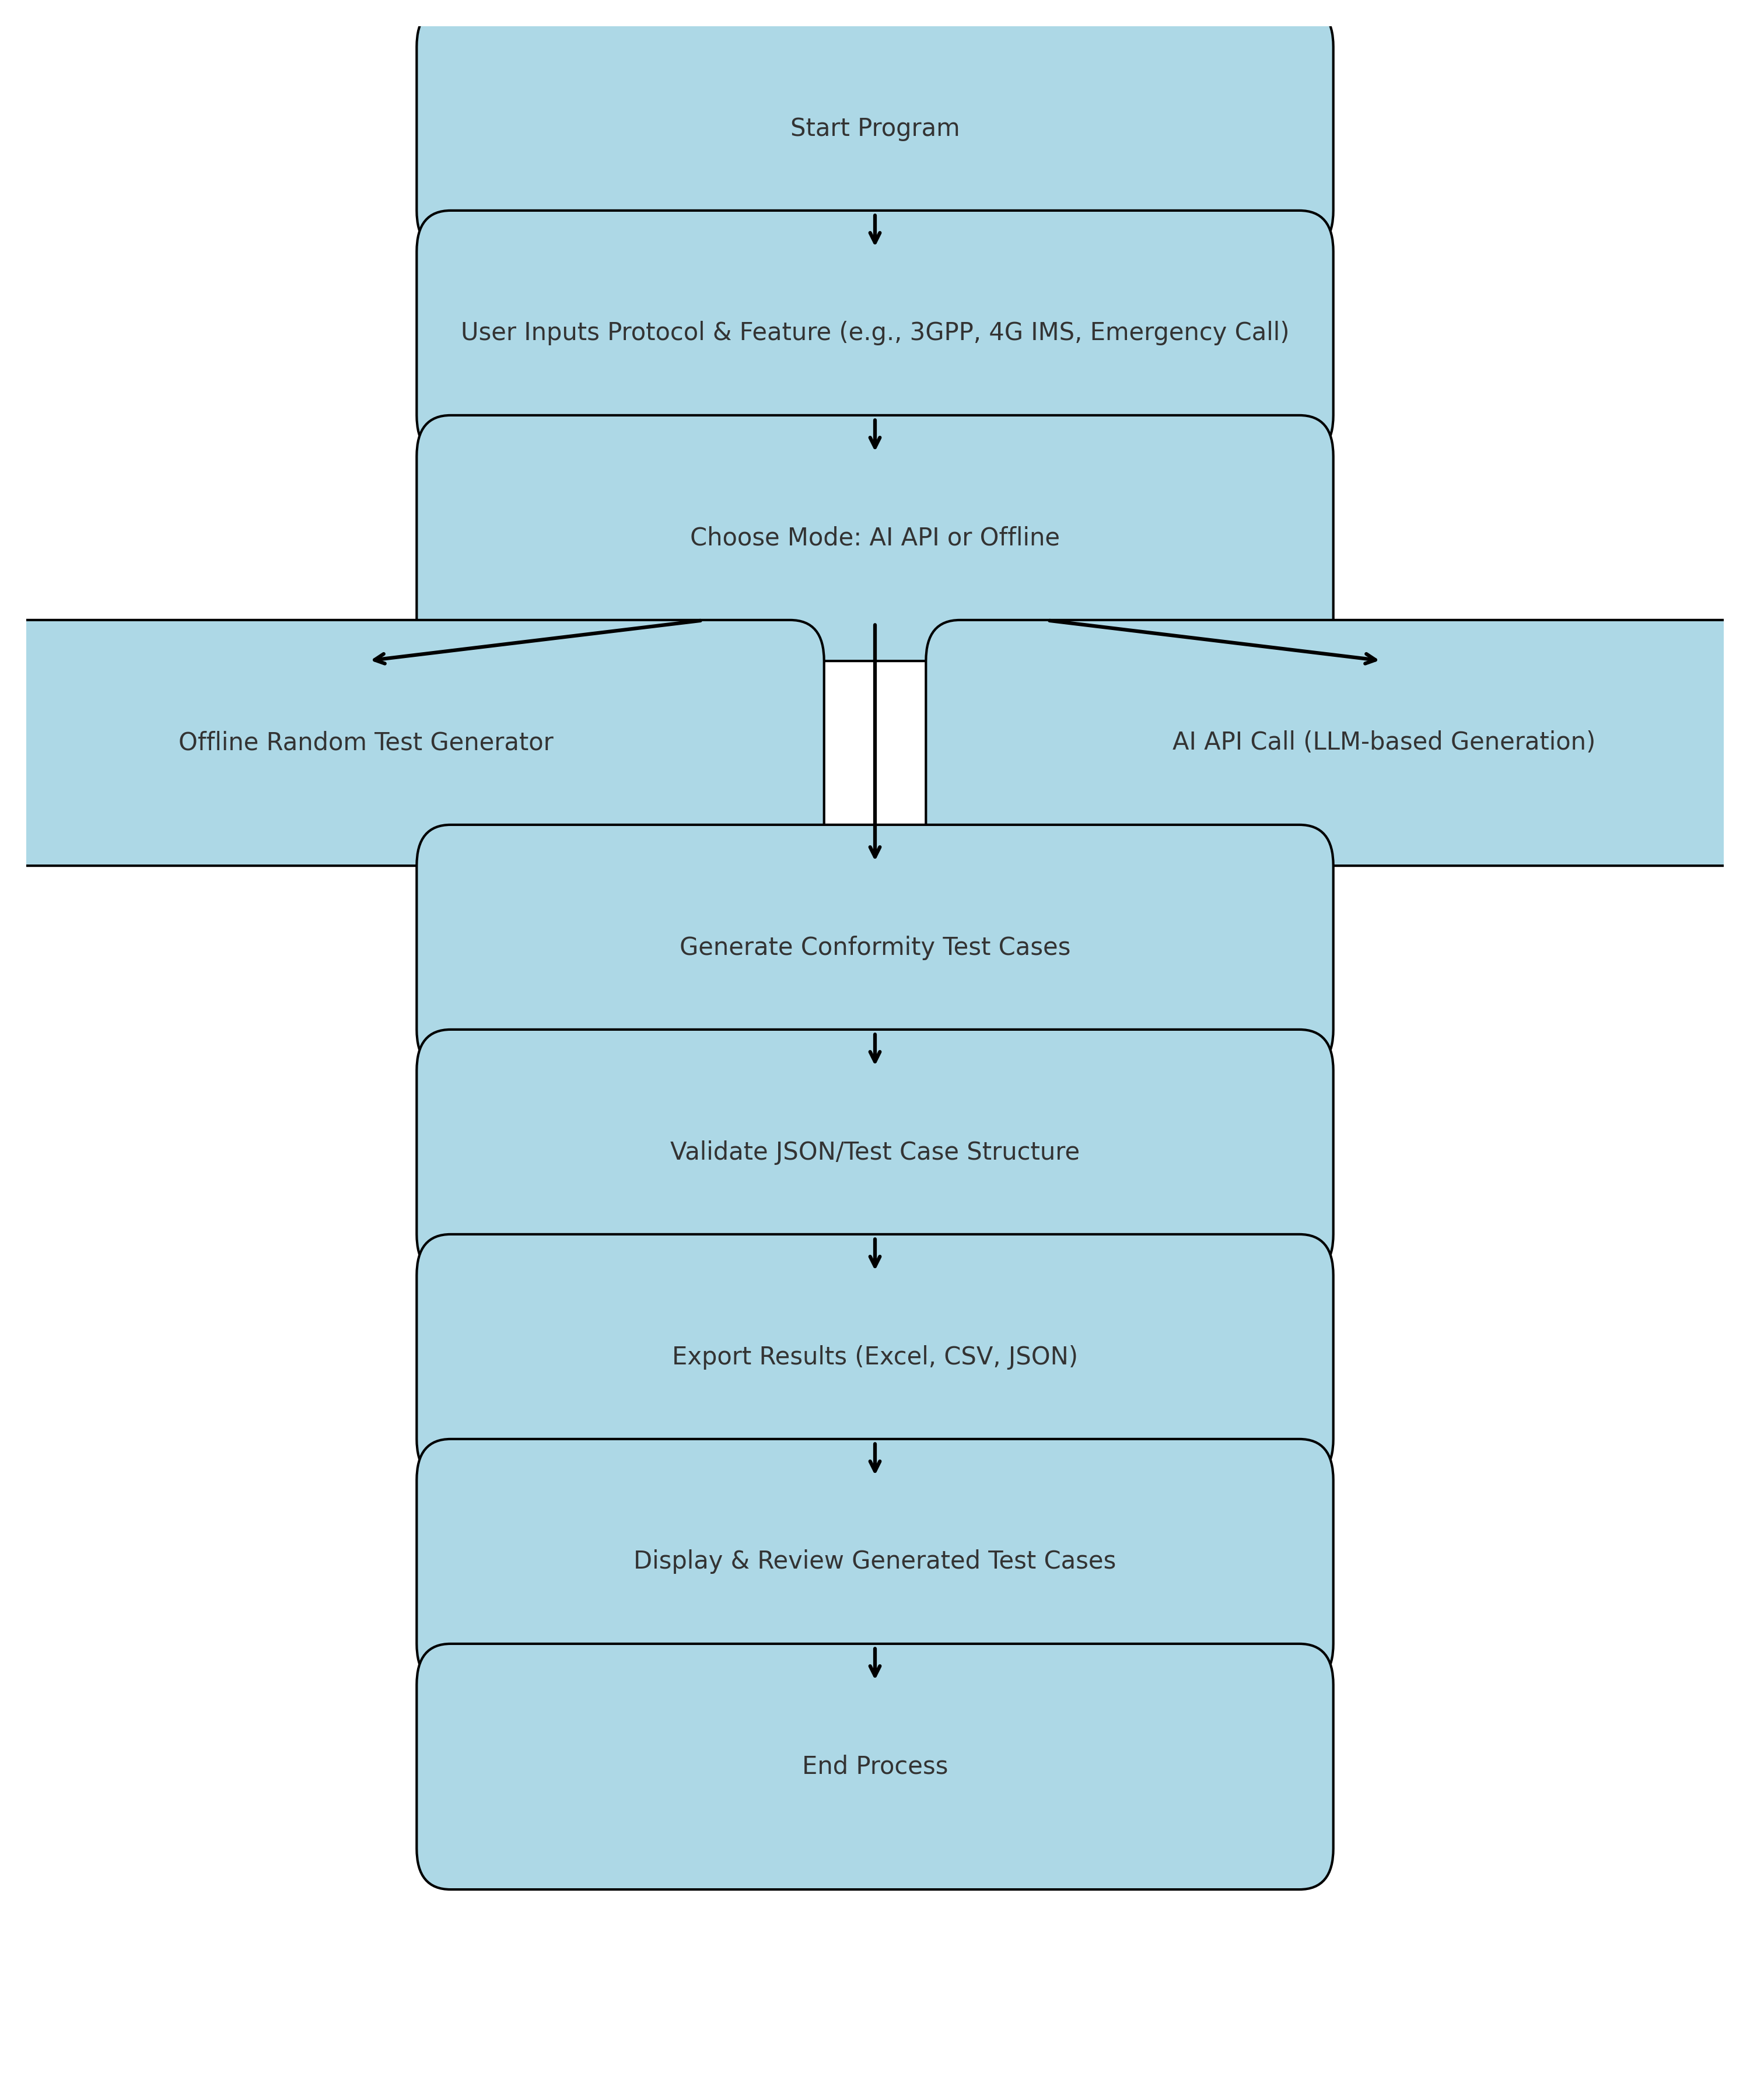 Start Program
User Inputs Protocol & Feature (e.g., 3GPP, 4G IMS, Emergency Call)
Choose Mode: AI API or Offline
Offline Random Test Generator
AI API Call (LLM-based Generation)
Generate Conformity Test Cases
Validate JSON/Test Case Structure
Export Results (Excel, CSV, JSON)
Display & Review Generated Test Cases
End Process